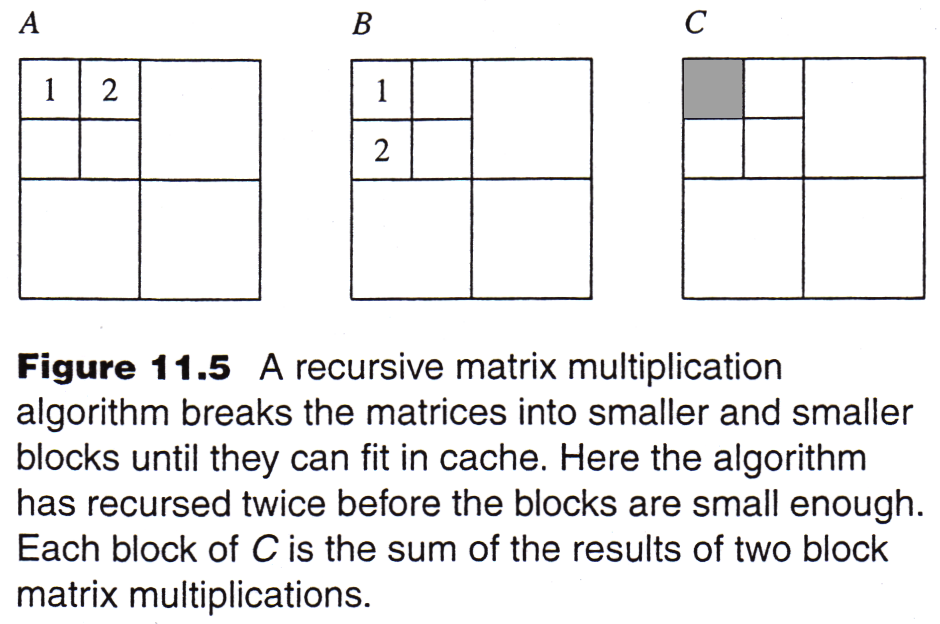 A B C
1 2 1
2
Figure 11.5 A recursive matrix multiplication
algorithm breaks the matrices into smaller and smaller
blocks until they can fit in cache. Here the algorithm
has recursed twice before the blocks are small enough.
Each block of C is the sum of the results of two block
matrix multiplications.